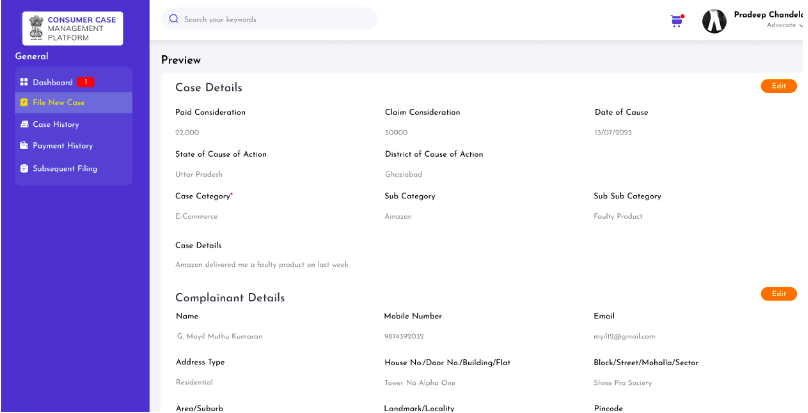 CONSUMER CASE
MANAGEMENT
PLATFORM
General
Dashboard 1
File New Case
Case History
Payment History
Subsequent Filing
Search your keywords
Pradeep Chandela
Advocate
Preview
Case Details Edit
Paid Consideration Claim Consideration Date of Cause
22,000 50000 13/07/2023
State of Cause of Action District of Cause of Action
Uttar Pradesh Ghaziabad
Case Category* Sub Category Sub Sub Category
E-Commerce Amazon Faulty Product
Case Details
Amazon delivered me a faulty product on last week.
Complainant Details Edit
Name Mobile Number Email
G. Mayil Muthu Kumaran 9874392032 myil12@gmail.com
Address Type House No./Door No./Building/Flat Block/Street/Mohalla/Sector
Residential Tower Na Alpha One Shine Pro Society
Area/Suburb Landmark/Locality Pincode